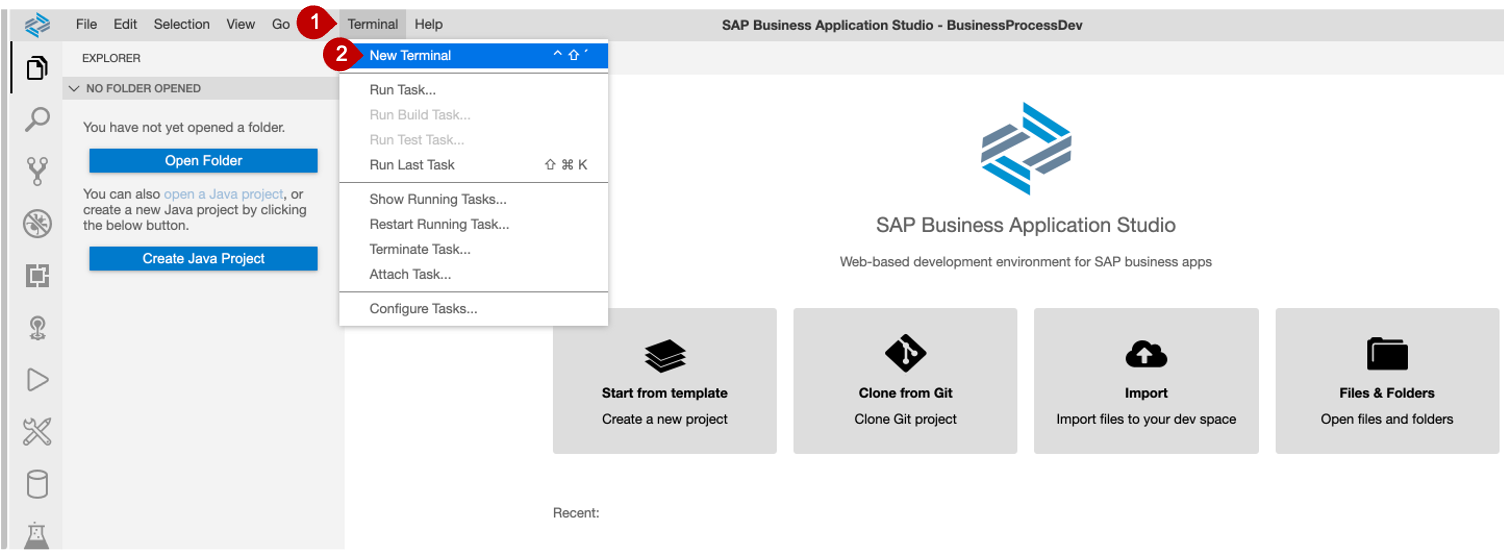 File Edit Selection View Go 1 Terminal Help SAP Business Application Studio - BusinessProcessDev
EXPLORER
NO FOLDER OPENED
You have not yet opened a folder.
Open Folder
You can also open a Java project, or
create a new Java project by clicking
the below button.
Create Java Project
2 New Terminal ^ ⇧ ´
Run Task...
Run Build Task...
Run Test Task...
Run Last Task ⇧ ⌘ K
Show Running Tasks...
Restart Running Task...
Terminate Task...
Attach Task...
Configure Tasks...
SAP Business Application Studio
Web-based development environment for SAP business apps
Start from template
Create a new project
Clone from Git
Clone Git project
Import
Import files to your dev space
Files & Folders
Open files and folders
Recent: